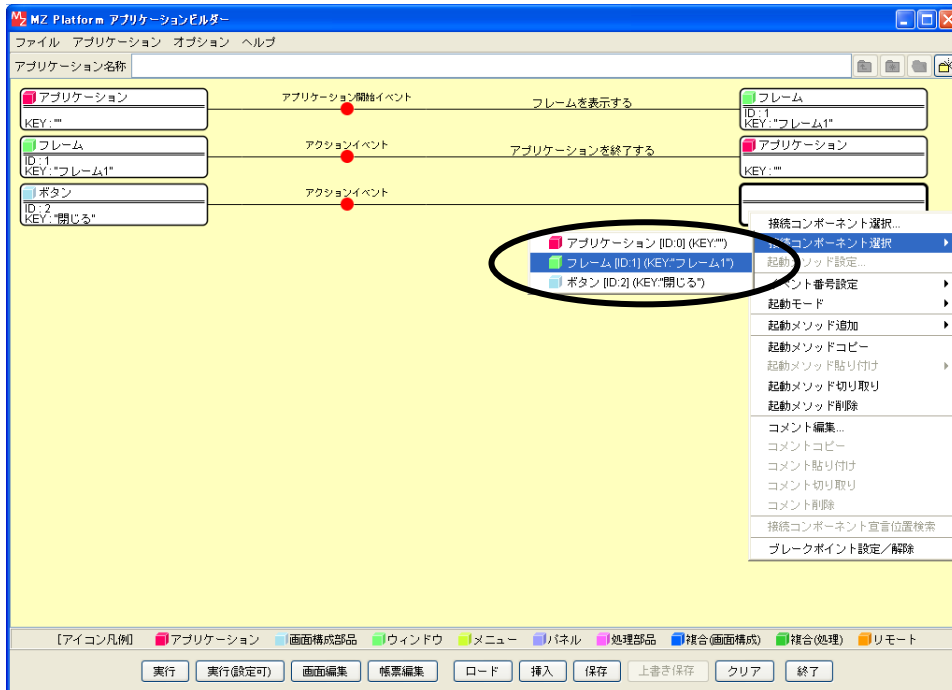 MZ Platform アプリケーションビルダー
ファイル アプリケーション オプション ヘルプ
アプリケーション名称
アプリケーション
KEY:""
アプリケーション開始イベント
フレームを表示する
フレーム
ID:1
KEY:"フレーム1"
フレーム
ID:1
KEY:"フレーム1"
アクションイベント
アプリケーションを終了する
アプリケーション
KEY:""
ボタン
ID:2
KEY:"閉じる"
アクションイベント
アプリケーション [ID:0] (KEY:"")
フレーム [ID:1] (KEY:"フレーム1")
ボタン [ID:2] (KEY:"閉じる")
接続コンポーネント選択...
接続コンポーネント選択
起動メソッド設定...
イベント番号設定
起動モード
起動メソッド追加
起動メソッドコピー
起動メソッド貼り付け
起動メソッド切り取り
起動メソッド削除
コメント編集...
コメントコピー
コメント貼り付け
コメント切り取り
コメント削除
接続コンポーネント宣言位置検索
ブレークポイント設定/解除
[アイコン凡例] アプリケーション 画面構成部品 ウィンドウ メニュー パネル 処理部品 複合(画面構成) 複合(処理) リモート
実行 実行(設定可) 画面編集 帳票編集 ロード 挿入 保存 上書き保存 クリア 終了